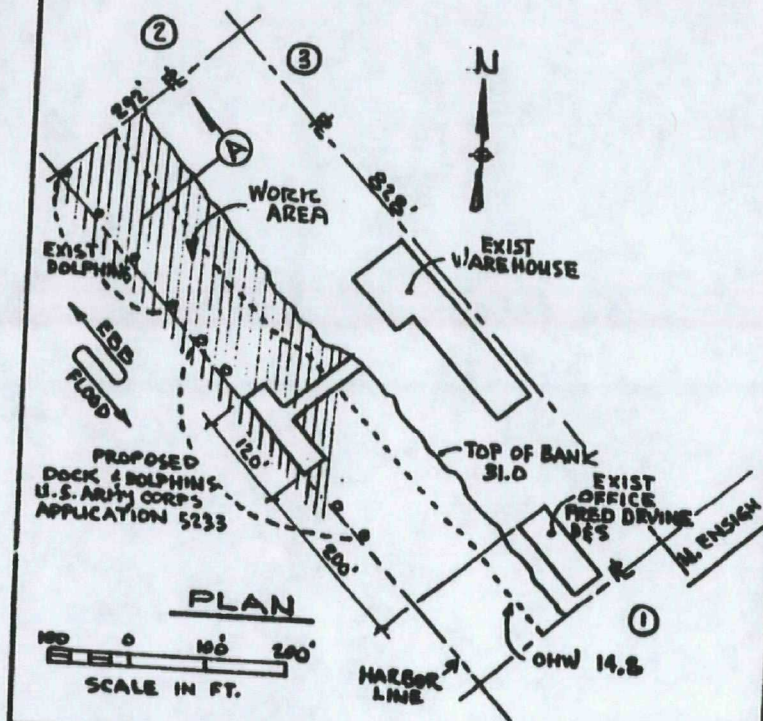 ②
③
N
292'
Ⓐ
828'
WORK
AREA
EXIST
WAREHOUSE
EXIST
DOLPHINS
EBB
FLOOD
120'
TOP OF BANK
31.0
PROPOSED
DOCK & DOLPHINS
U.S. ARMY CORPS
APPLICATION 5233
EXIST
OFFICE
FRED DEVINE
D&S
N. ENSIGN
200'
PLAN
①
100 0 100' 200'
SCALE IN FT.
HARBOR
LINE
OHW 14.2